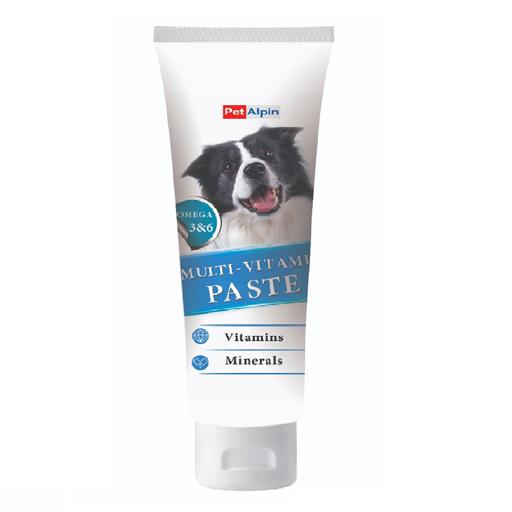 PetAlpin
OMEGA
3&6
MULTI-VITAMI
PASTE
Vitamins
Minerals